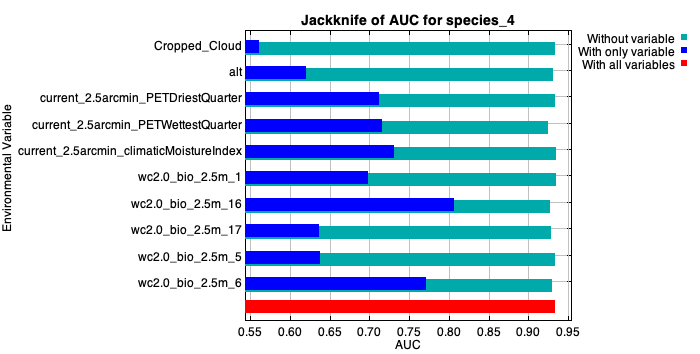 Jackknife of AUC for species_4
Without variable
With only variable
With all variables
Environmental Variable
Cropped_Cloud
alt
current_2.5arcmin_PETDriestQuarter
current_2.5arcmin_PETWettestQuarter
current_2.5arcmin_climaticMoistureIndex
wc2.0_bio_2.5m_1
wc2.0_bio_2.5m_16
wc2.0_bio_2.5m_17
wc2.0_bio_2.5m_5
wc2.0_bio_2.5m_6
0.55 0.60 0.65 0.70 0.75 0.80 0.85 0.90 0.95
AUC